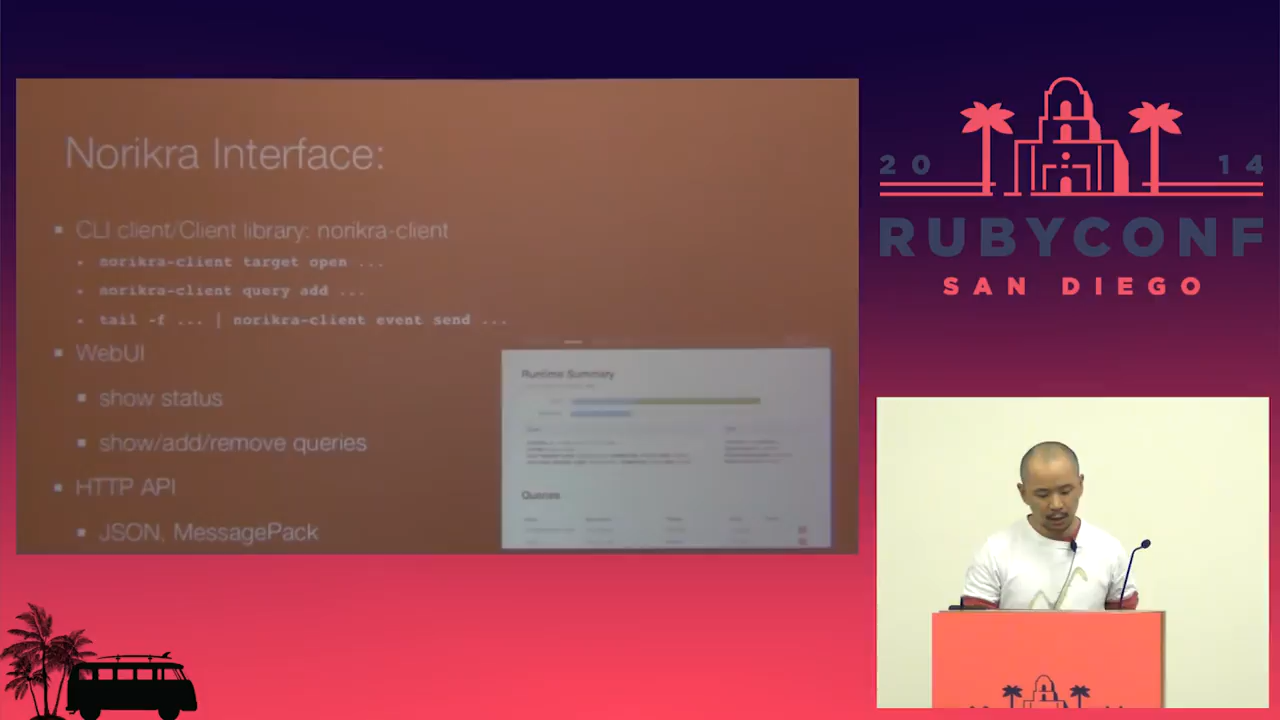 Norikra Interface:
CLI client/Client library: norikra-client
norikra-client target open ...
norikra-client query add ...
tail -f ... | norikra-client event send ...
WebUI
show status
show/add/remove queries
HTTP API
JSON, MessagePack
Runtime Summary
Queries
2014
RUBYCONF
SAN DIEGO